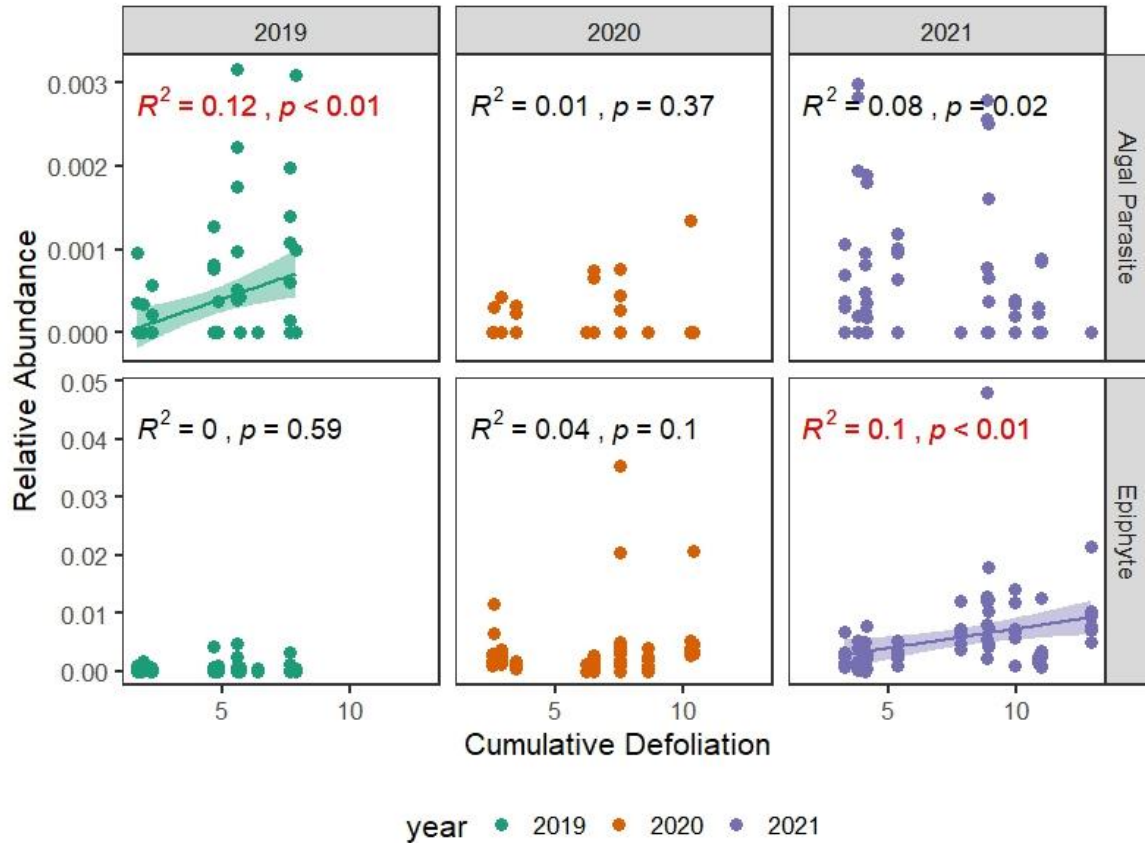 2019 2020 2021
0.003
R² = 0.12 , p < 0.01 R² = 0.01 , p = 0.37 R² = 0.08 , p = 0.02
0.002
0.001
0.000
Algal Parasite
Relative Abundance
0.05
R² = 0 , p = 0.59 R² = 0.04 , p = 0.1 R² = 0.1 , p < 0.01
0.04
0.03
0.02
0.01
0.00
Epiphyte
5 10 5 10 5 10
Cumulative Defoliation
year 2019 2020 2021